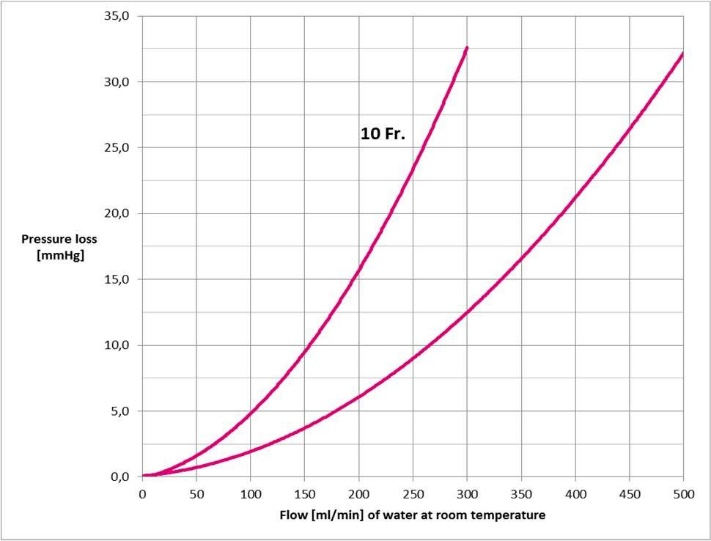 35,0
30,0
25,0
10 Fr.
20,0
Pressure loss
[mmHg]
15,0
10,0
5,0
0,0
0 50 100 150 200 250 300 350 400 450 500
Flow [ml/min] of water at room temperature